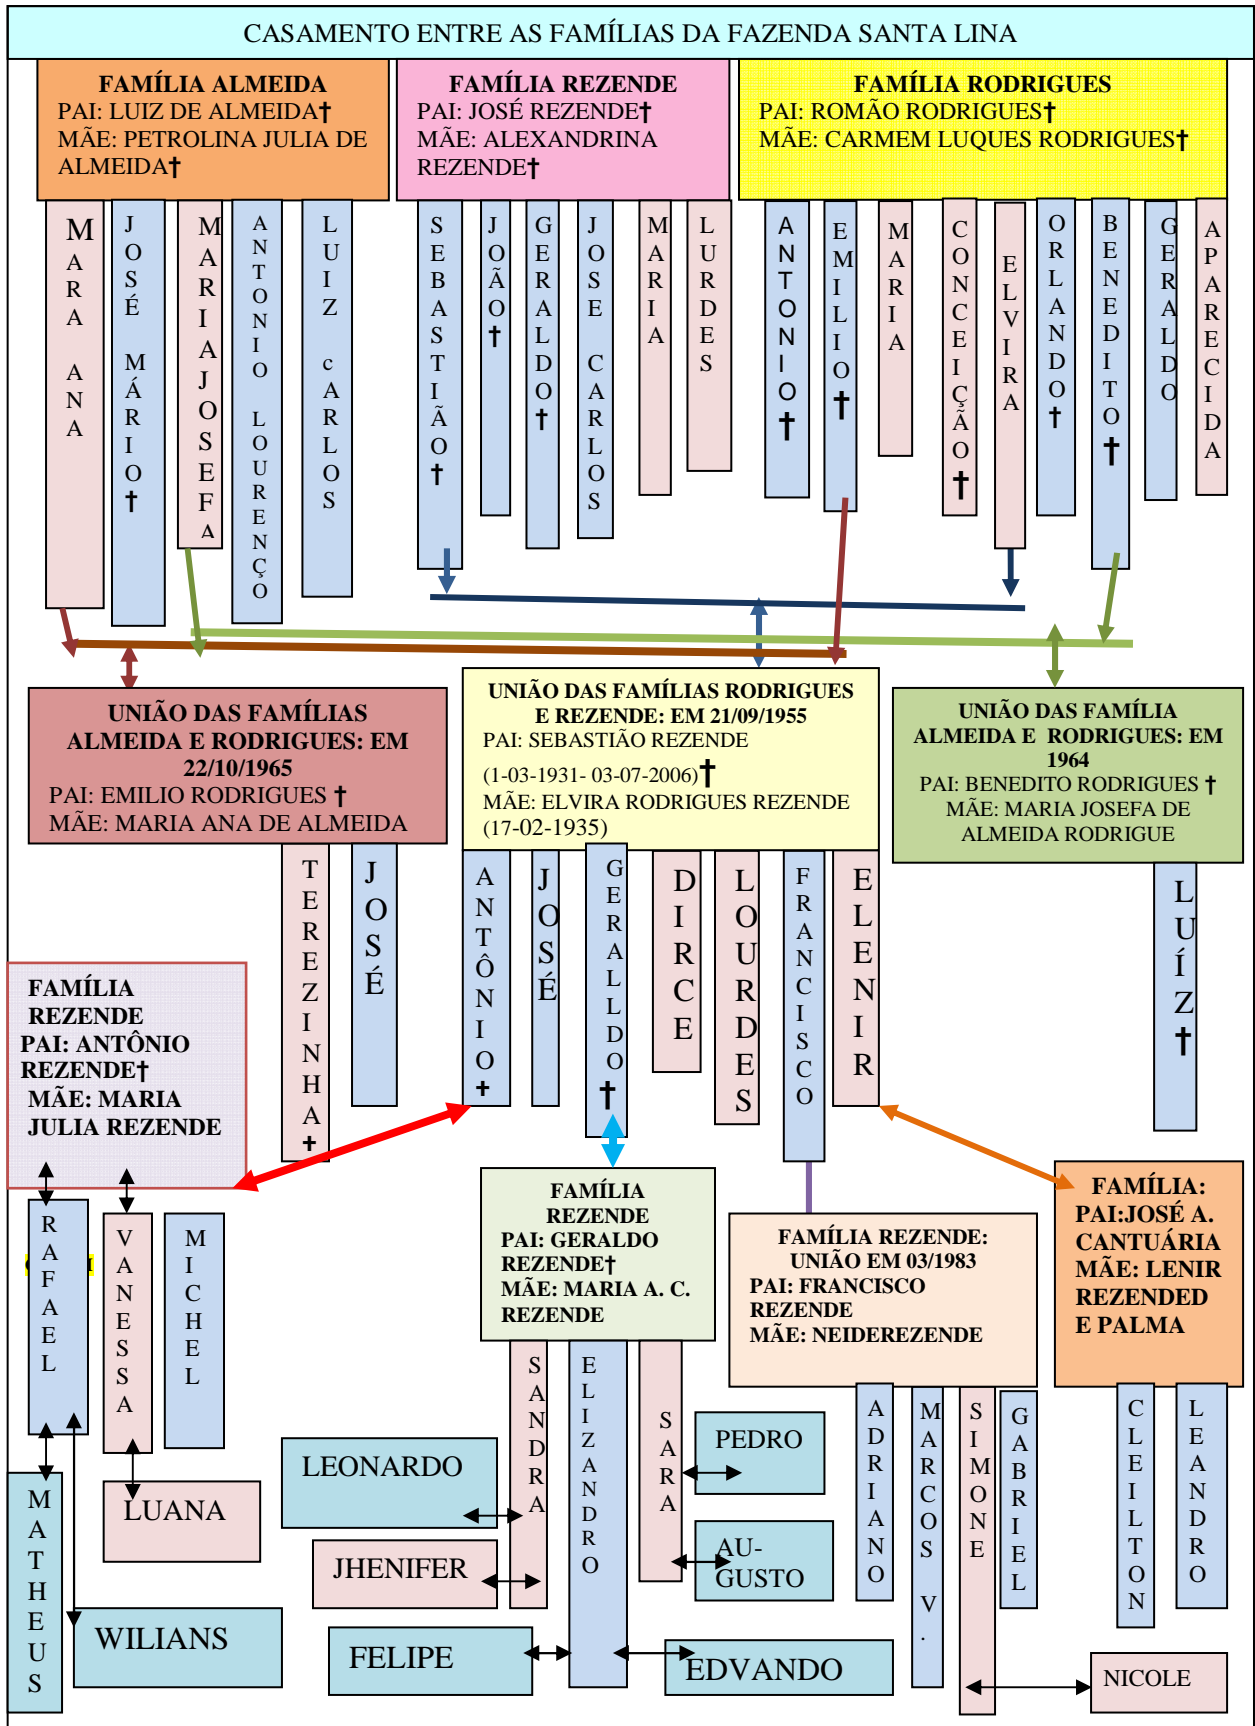 CASAMENTO ENTRE AS FAMÍLIAS DA FAZENDA SANTA LINA
FAMÍLIA ALMEIDA
PAI: LUIZ DE ALMEIDA✝
MÃE: PETROLINA JULIA DE
ALMEIDA✝
FAMÍLIA REZENDE
PAI: JOSÉ REZENDE✝
MÃE: ALEXANDRINA
REZENDE✝
FAMÍLIA RODRIGUES
PAI: ROMÃO RODRIGUES✝
MÃE: CARMEM LUQUES RODRIGUES✝
MARA ANA
JOSÉ MÁRIO✝
MARIA JOSEFA
ANTONIO LOURENÇO
LUIZ cARLOS
SEBASTIÃO✝
JOÃO✝
GERALDO✝
JOSE CARLOS
MARIA
LURDES
ANTONIO✝
EMILIO✝
MARIA
CONCEIÇÃO✝
ELVIRA
ORLANDO✝
BENEDITO✝
GERALDO
APARECIDA
UNIÃO DAS FAMÍLIAS
ALMEIDA E RODRIGUES: EM
22/10/1965
PAI: EMILIO RODRIGUES ✝
MÃE: MARIA ANA DE ALMEIDA
UNIÃO DAS FAMÍLIAS RODRIGUES
E REZENDE: EM 21/09/1955
PAI: SEBASTIÃO REZENDE
(1-03-1931- 03-07-2006)✝
MÃE: ELVIRA RODRIGUES REZENDE
(17-02-1935)
UNIÃO DAS FAMÍLIA
ALMEIDA E RODRIGUES: EM
1964
PAI: BENEDITO RODRIGUES ✝
MÃE: MARIA JOSEFA DE
ALMEIDA RODRIGUE
TEREZINHA✝
JOSÉ
ANTÔNIO✝
JOSÉ
GERALLDO✝
DIRCE
LOURDES
FRANCISCO
ELENIR
LUÍZ✝
FAMÍLIA
REZENDE
PAI: ANTÔNIO
REZENDE✝
MÃE: MARIA
JULIA REZENDE
FAMÍLIA
REZENDE
PAI: GERALDO
REZENDE✝
MÃE: MARIA A. C.
REZENDE
FAMÍLIA REZENDE:
UNIÃO EM 03/1983
PAI: FRANCISCO
REZENDE
MÃE: NEIDEREZENDE
FAMÍLIA:
PAI:JOSÉ A.
CANTUÁRIA
MÃE: LENIR
REZENDED
E PALMA
RAFAEL
VANESSA
MICHEL
SANDRA
ELIZANDRO
SARA
ADRIANO
MARCOS V.
SIMONE
GABRIEL
CLEILTON
LEANDRO
MATHEUS
LUANA
WILIANS
LEONARDO
JHENIFER
FELIPE
PEDRO
AU-
GUSTO
EDVANDO
NICOLE